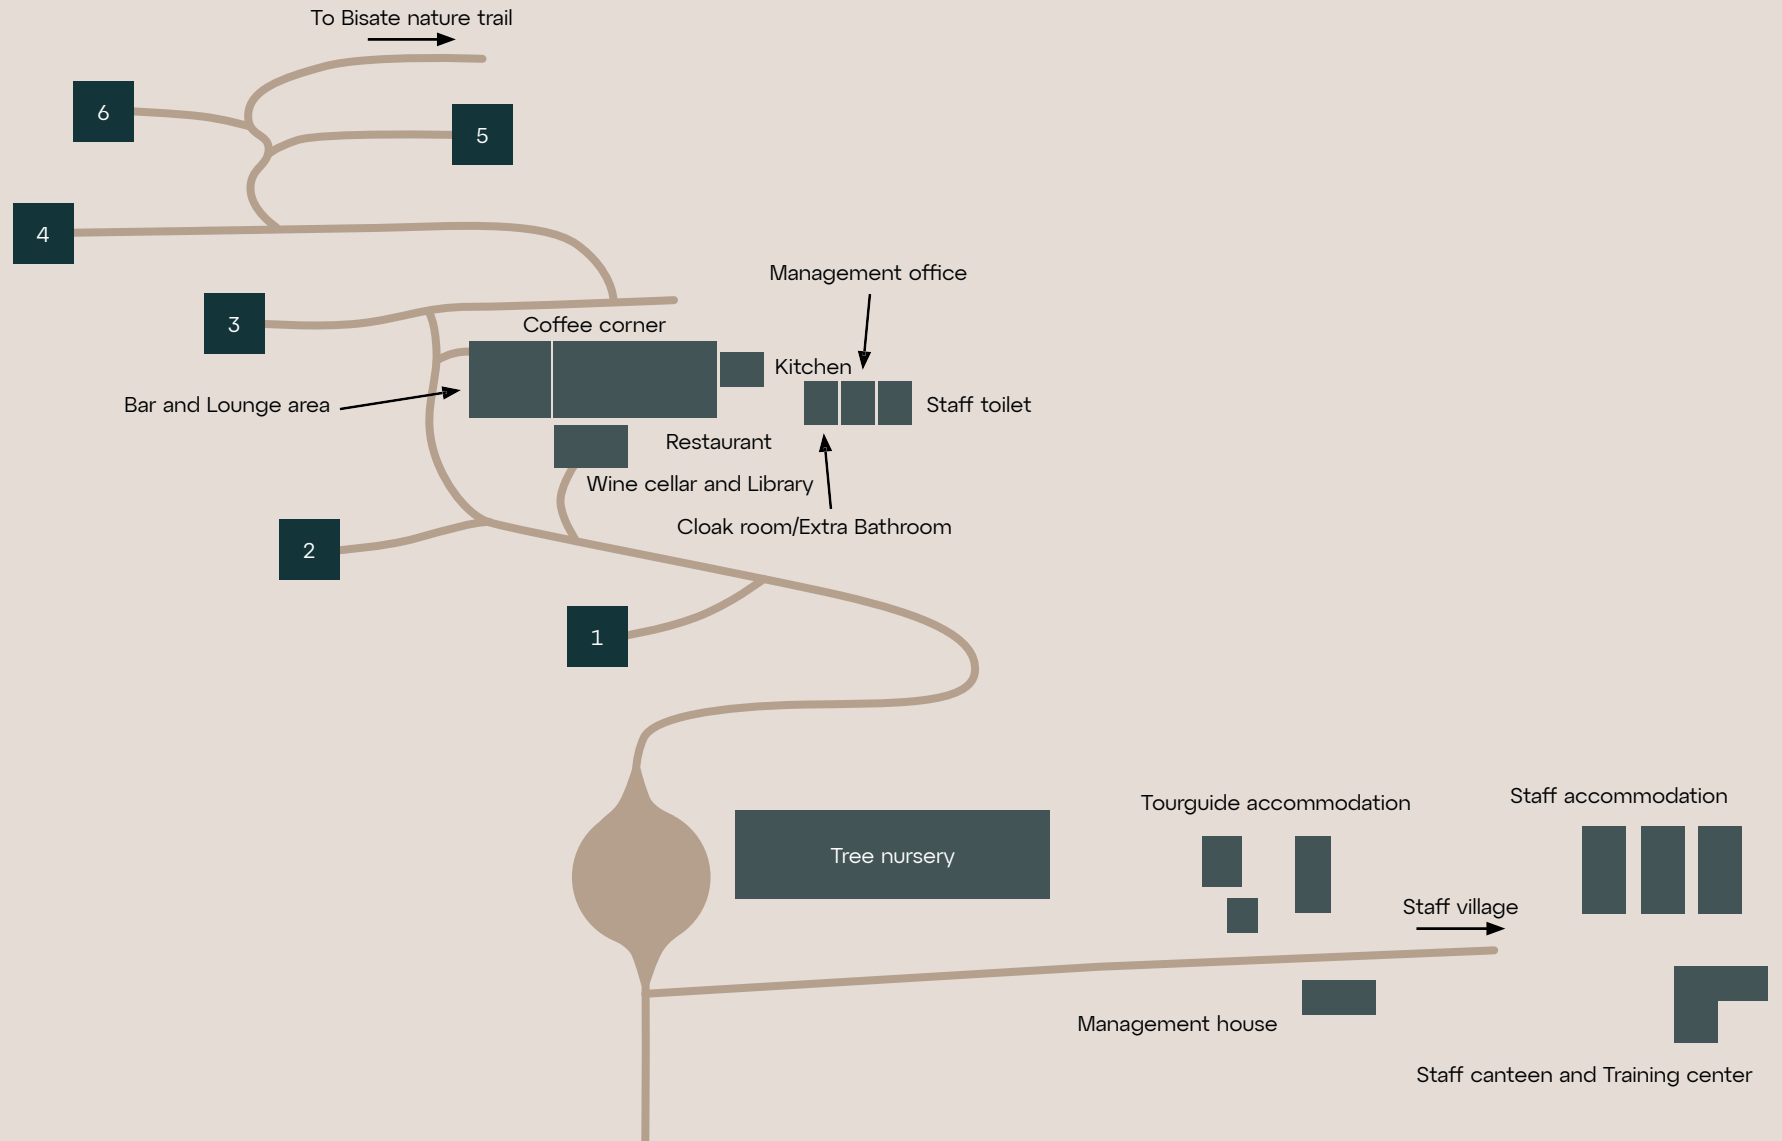 To Bisate nature trail
6
5
4
Management office
3
Coffee corner
Kitchen
Bar and Lounge area
Staff toilet
Restaurant
Wine cellar and Library
Cloak room/Extra Bathroom
2
1
Staff accommodation
Tourguide accommodation
Tree nursery
Staff village
Management house
Staff canteen and Training center